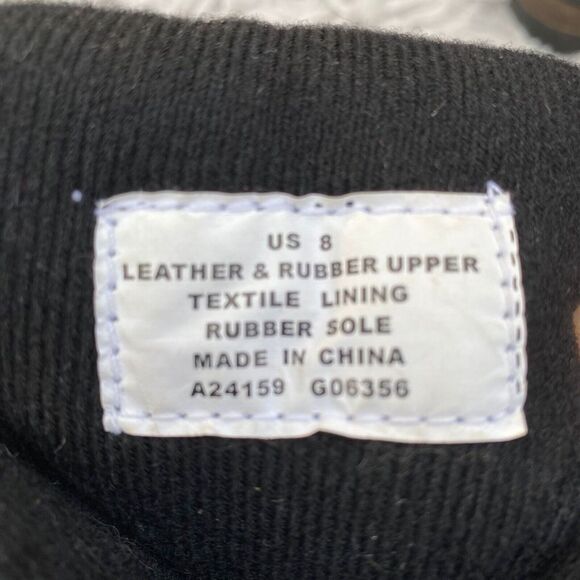 US 8
LEATHER & RUBBER UPPER
TEXTILE LINING
RUBBER SOLE
MADE IN CHINA
A24159 G06356